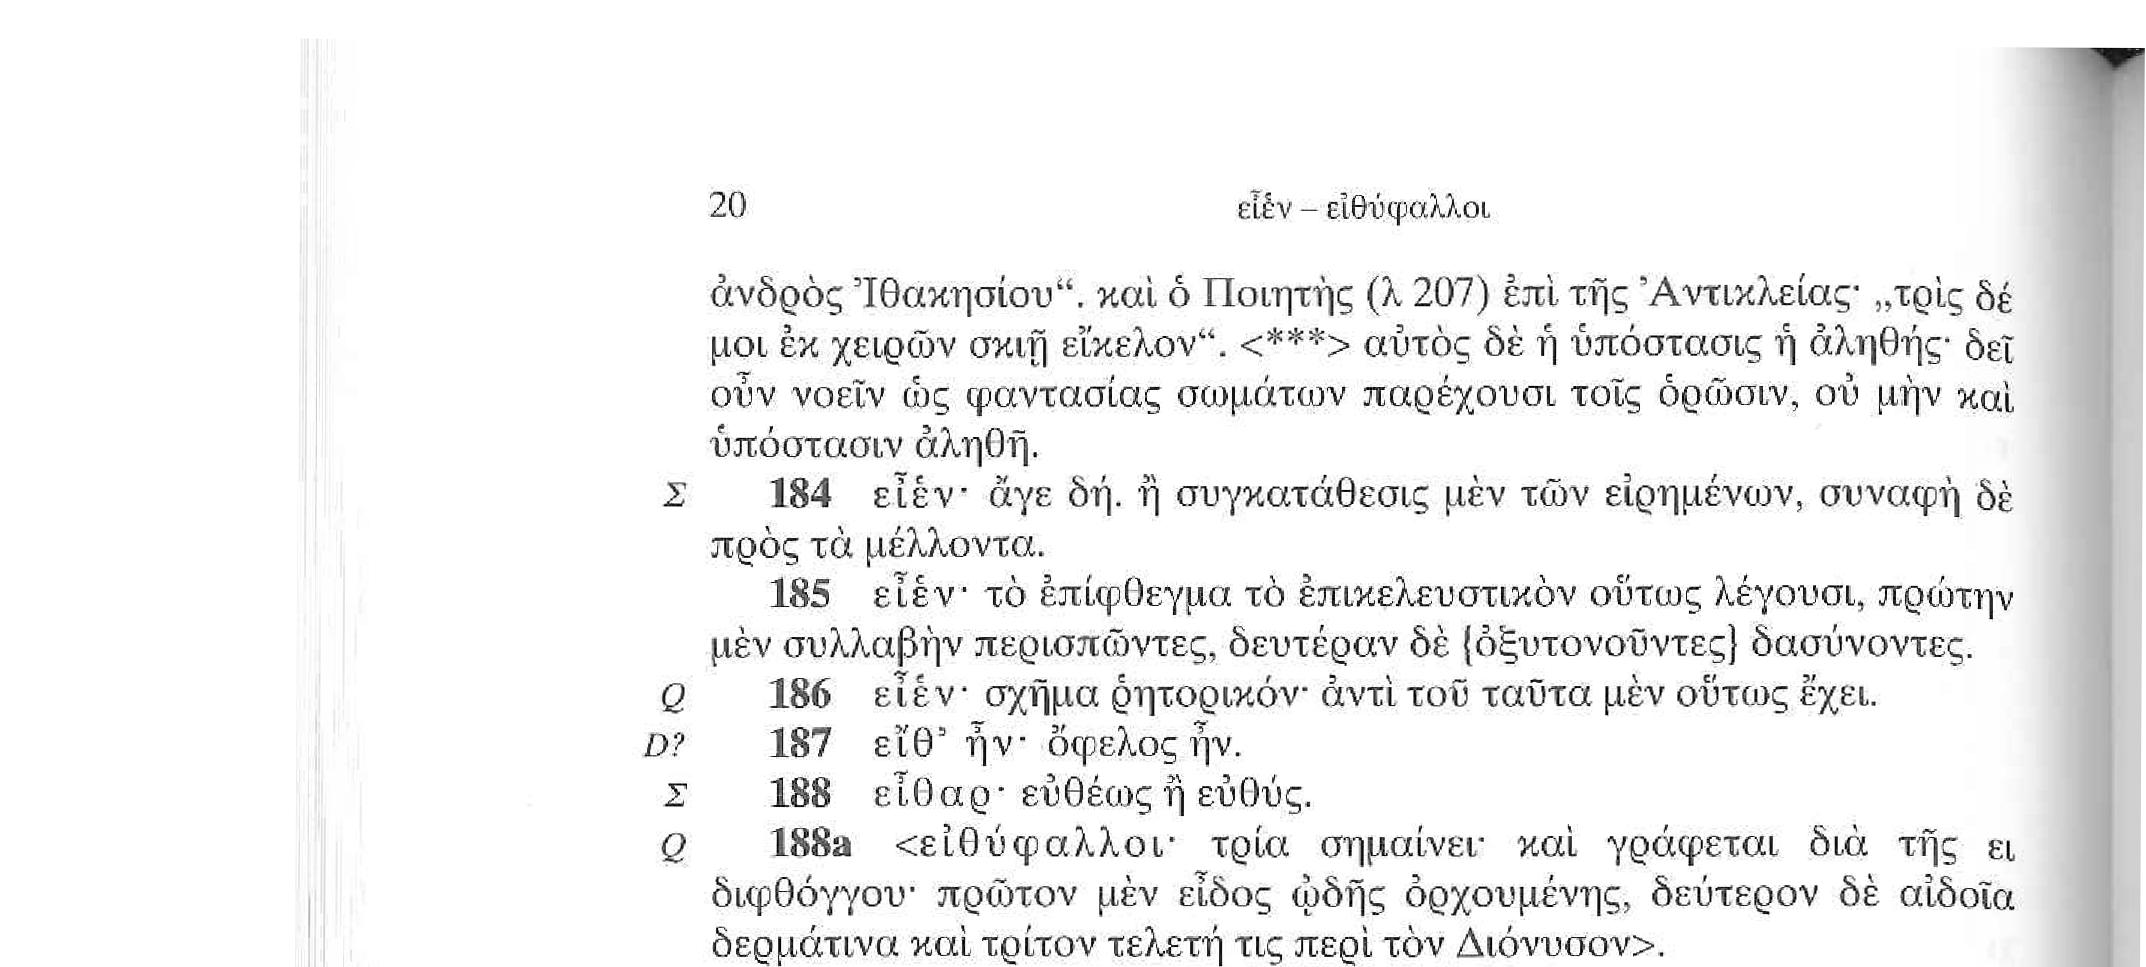 20 εἶἑν – εἰθύφαλλοι
ἀνδρὸς Ἰθακησίου“. καὶ ὁ Ποιητὴς (λ 207) ἐπὶ τῆς Ἀντικλείας· „τρὶς δέ
μοι ἐκ χειρῶν σκιῇ εἴκελον“. <***> αὐτὸς δὲ ἡ ὑπόστασις ἡ ἀληθής· δεῖ
οὖν νοεῖν ὡς φαντασίας σωμάτων παρέχουσι τοῖς ὁρῶσιν, οὐ μὴν καὶ
ὑπόστασιν ἀληθῆ.
Σ 184 εἶἑν· ἄγε δή. ἢ συγκατάθεσις μὲν τῶν εἰρημένων, συναφὴ δὲ
πρὸς τὰ μέλλοντα.
185 εἶἑν· τὸ ἐπίφθεγμα τὸ ἐπικελευστικὸν οὕτως λέγουσι, πρώτην
μὲν συλλαβὴν περισπῶντες, δευτέραν δὲ {ὀξυτονοῦντες} δασύνοντες.
Q 186 εἶἑν· σχῆμα ῥητορικόν· ἀντὶ τοῦ ταῦτα μὲν οὕτως ἔχει.
D? 187 εἴθ’ ἦν· ὄφελος ἦν.
Σ 188 εἶθαρ· εὐθέως ἢ εὐθύς.
Q 188a <εἰθύφαλλοι· τρία σημαίνει· καὶ γράφεται διὰ τῆς ει
διφθόγγου· πρῶτον μὲν εἶδος ᾠδῆς ὀρχουμένης, δεύτερον δὲ αἰδοῖα
δερμάτινα καὶ τρίτον τελετή τις περὶ τὸν Διόνυσον>.